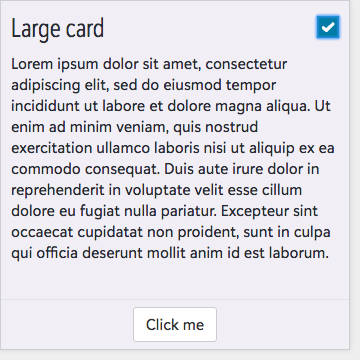 Large card
Lorem ipsum dolor sit amet, consectetur
adipiscing elit, sed do eiusmod tempor
incididunt ut labore et dolore magna aliqua. Ut
enim ad minim veniam, quis nostrud
exercitation ullamco laboris nisi ut aliquip ex ea
commodo consequat. Duis aute irure dolor in
reprehenderit in voluptate velit esse cillum
dolore eu fugiat nulla pariatur. Excepteur sint
occaecat cupidatat non proident, sunt in culpa
qui officia deserunt mollit anim id est laborum.
Click me